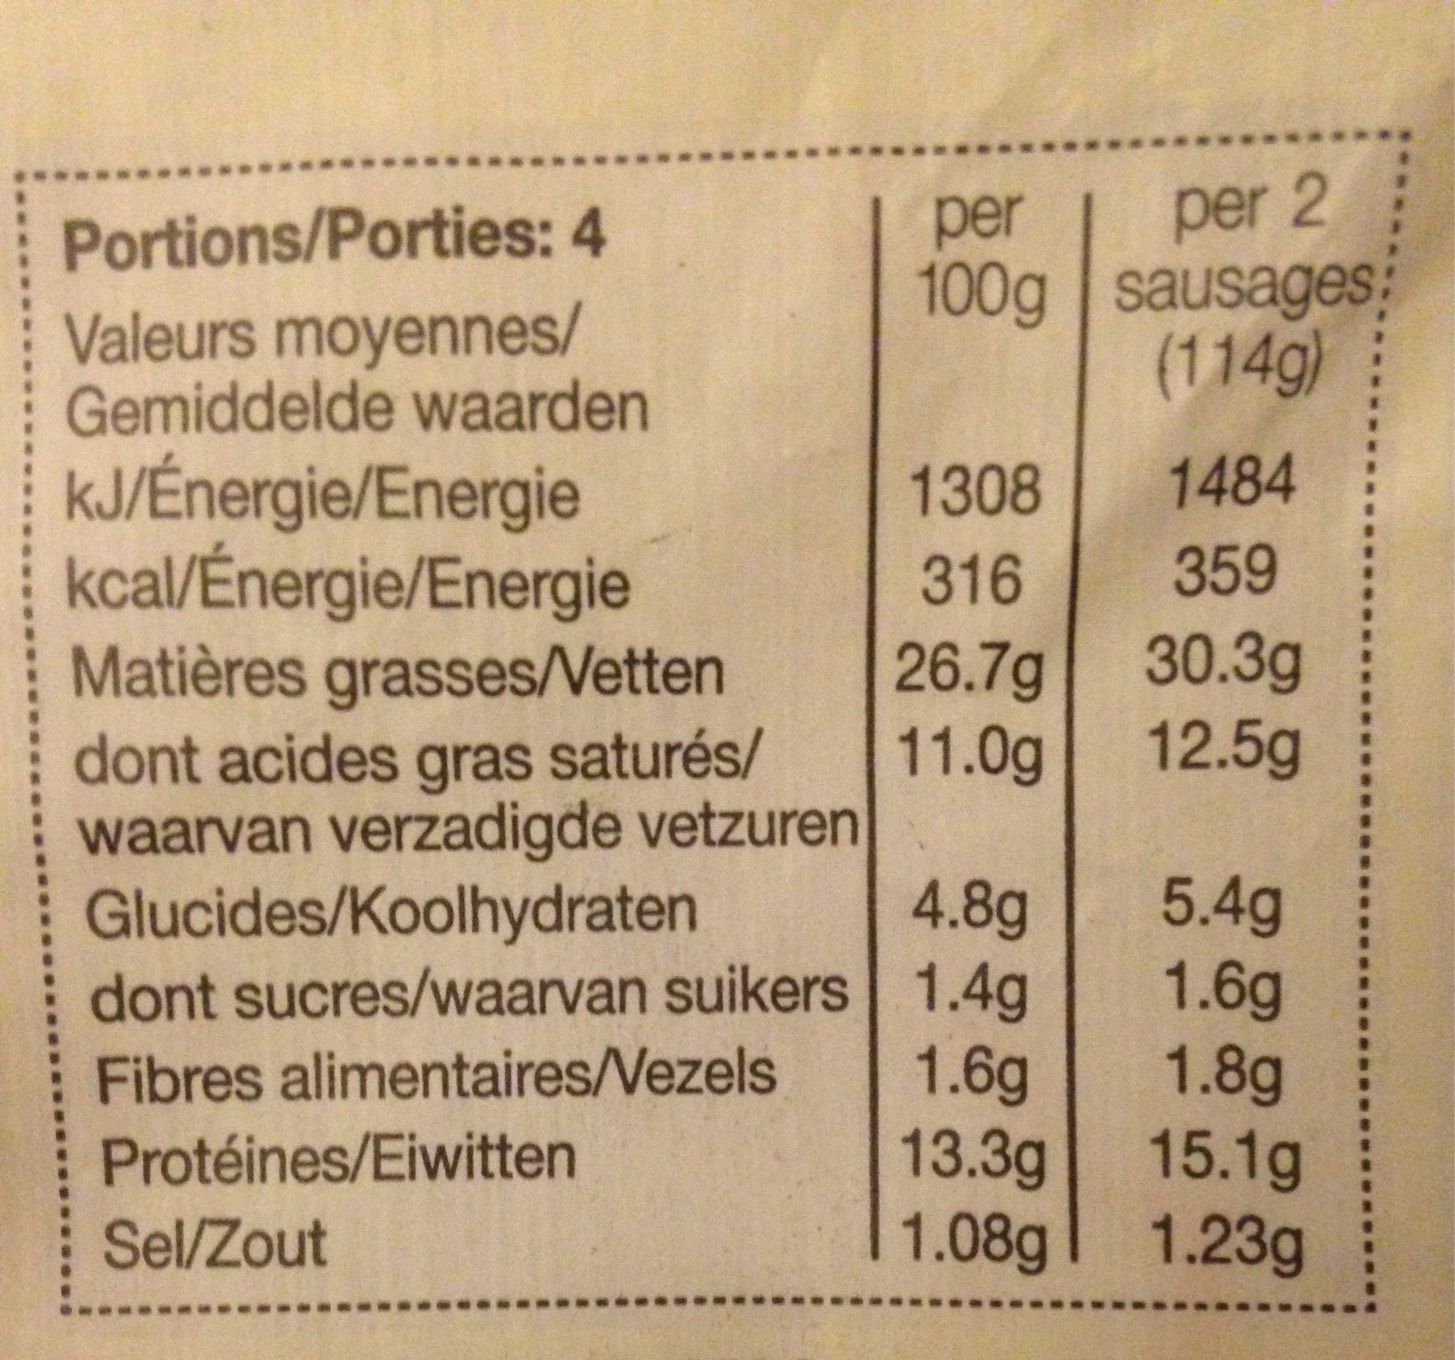 Portions/Porties: 4 per per 2
100g sausages
Valeurs moyennes/ (114g)
Gemiddelde waarden
kJ/Énergie/Energie 1308 1484
kcal/Énergie/Energie 316 359
Matières grasses/Vetten 26.7g 30.3g
dont acides gras saturés/ 11.0g 12.5g
waarvan verzadigde vetzuren
Glucides/Koolhydraten 4.8g 5.4g
dont sucres/waarvan suikers 1.4g 1.6g
Fibres alimentaires/Vezels 1.6g 1.8g
Protéines/Eiwitten 13.3g 15.1g
Sel/Zout 1.08g 1.23g